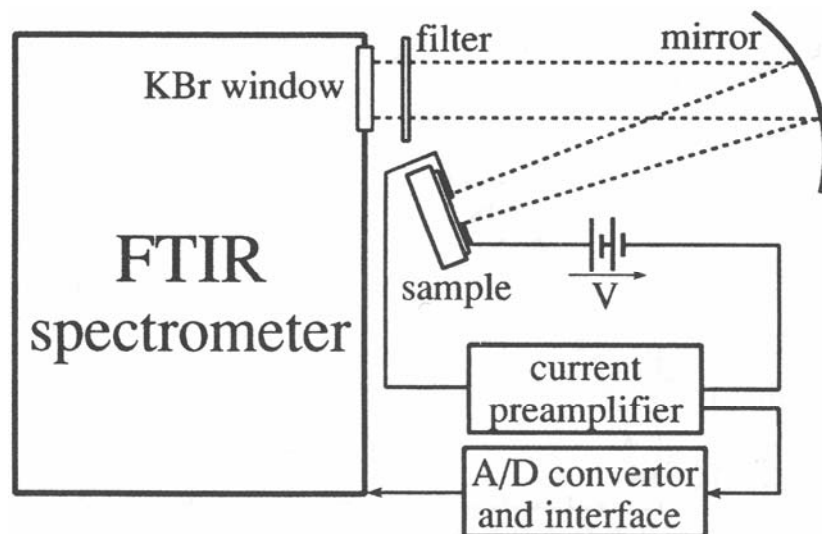 filter
mirror
KBr window
FTIR
spectrometer
sample
V
current
preamplifier
A/D convertor
and interface